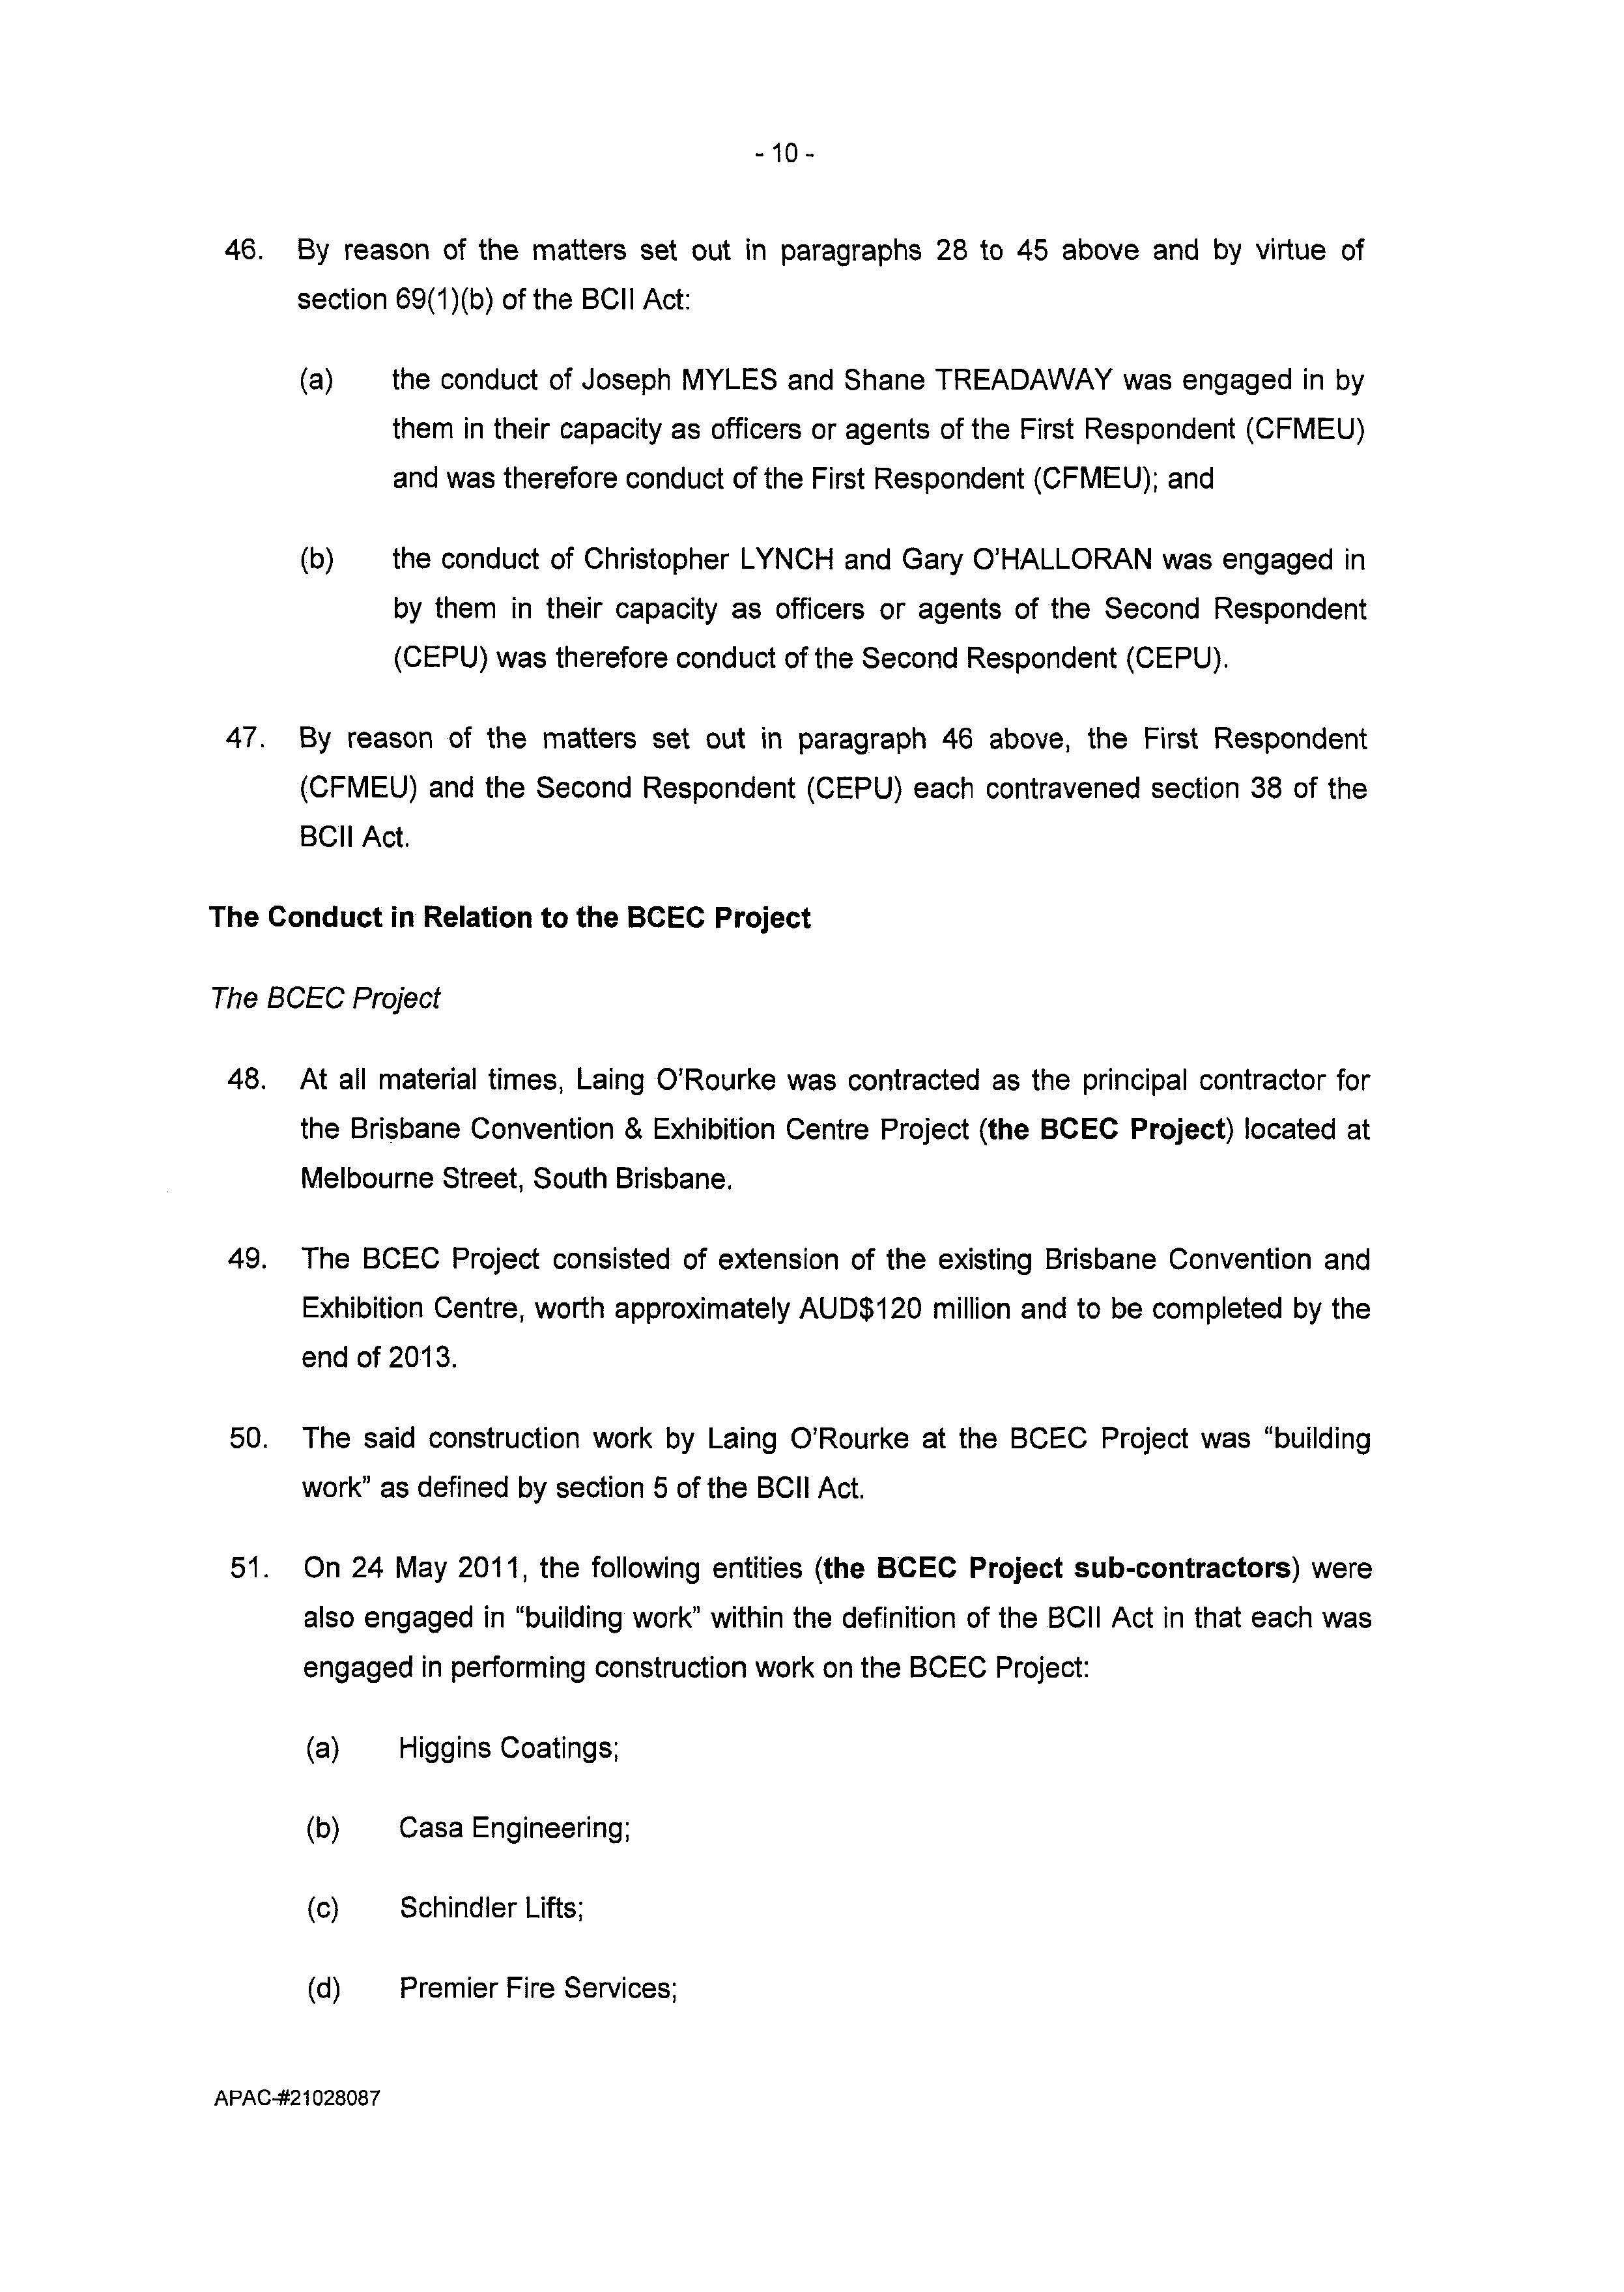 - 10 -
46. By reason of the matters set out in paragraphs 28 to 45 above and by virtue of
section 69(1)(b) of the BCII Act:
(a) the conduct of Joseph MYLES and Shane TREADAWAY was engaged in by
them in their capacity as officers or agents of the First Respondent (CFMEU)
and was therefore conduct of the First Respondent (CFMEU); and
(b) the conduct of Christopher LYNCH and Gary O'HALLORAN was engaged in
by them in their capacity as officers or agents of the Second Respondent
(CEPU) was therefore conduct of the Second Respondent (CEPU).
47. By reason of the matters set out in paragraph 46 above, the First Respondent
(CFMEU) and the Second Respondent (CEPU) each contravened section 38 of the
BCII Act.
The Conduct in Relation to the BCEC Project
The BCEC Project
48. At all material times, Laing O'Rourke was contracted as the principal contractor for
the Brisbane Convention & Exhibition Centre Project (the BCEC Project) located at
Melbourne Street, South Brisbane.
49. The BCEC Project consisted of extension of the existing Brisbane Convention and
Exhibition Centre, worth approximately AUD$120 million and to be completed by the
end of 2013.
50. The said construction work by Laing O'Rourke at the BCEC Project was "building
work" as defined by section 5 of the BCII Act.
51. On 24 May 2011, the following entities (the BCEC Project sub-contractors) were
also engaged in "building work" within the definition of the BCII Act in that each was
engaged in performing construction work on the BCEC Project:
(a) Higgins Coatings;
(b) Casa Engineering;
(c) Schindler Lifts;
(d) Premier Fire Services;
APAC-#21028087